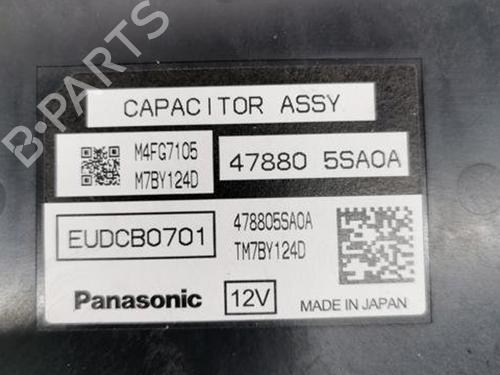 CAPACITOR ASSY
M4FG7105
M7BY124D
47880 5SA0A
EUDCB0701
478805SA0A
TM7BY124D
Panasonic
12V
MADE IN JAPAN
B-PARTS